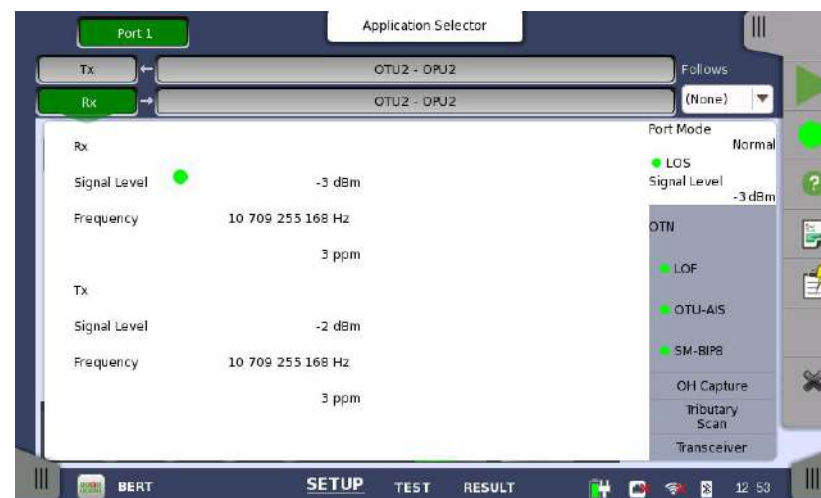 Port 1
Application Selector
Tx
OTU2 - OPU2
Follows
Rx
OTU2 - OPU2
(None)
Rx
Signal Level
-3 dBm
Frequency
10 709 255 168 Hz
3 ppm
Tx
Signal Level
-2 dBm
Frequency
10 709 255 168 Hz
3 ppm
Port Mode
Normal
LOS
Signal Level
-3 dBm
OTN
LOF
OTU-AIS
SM-BIP8
OH Capture
Tributary
Scan
Transceiver
BERT
SETUP
TEST
RESULT
12 53